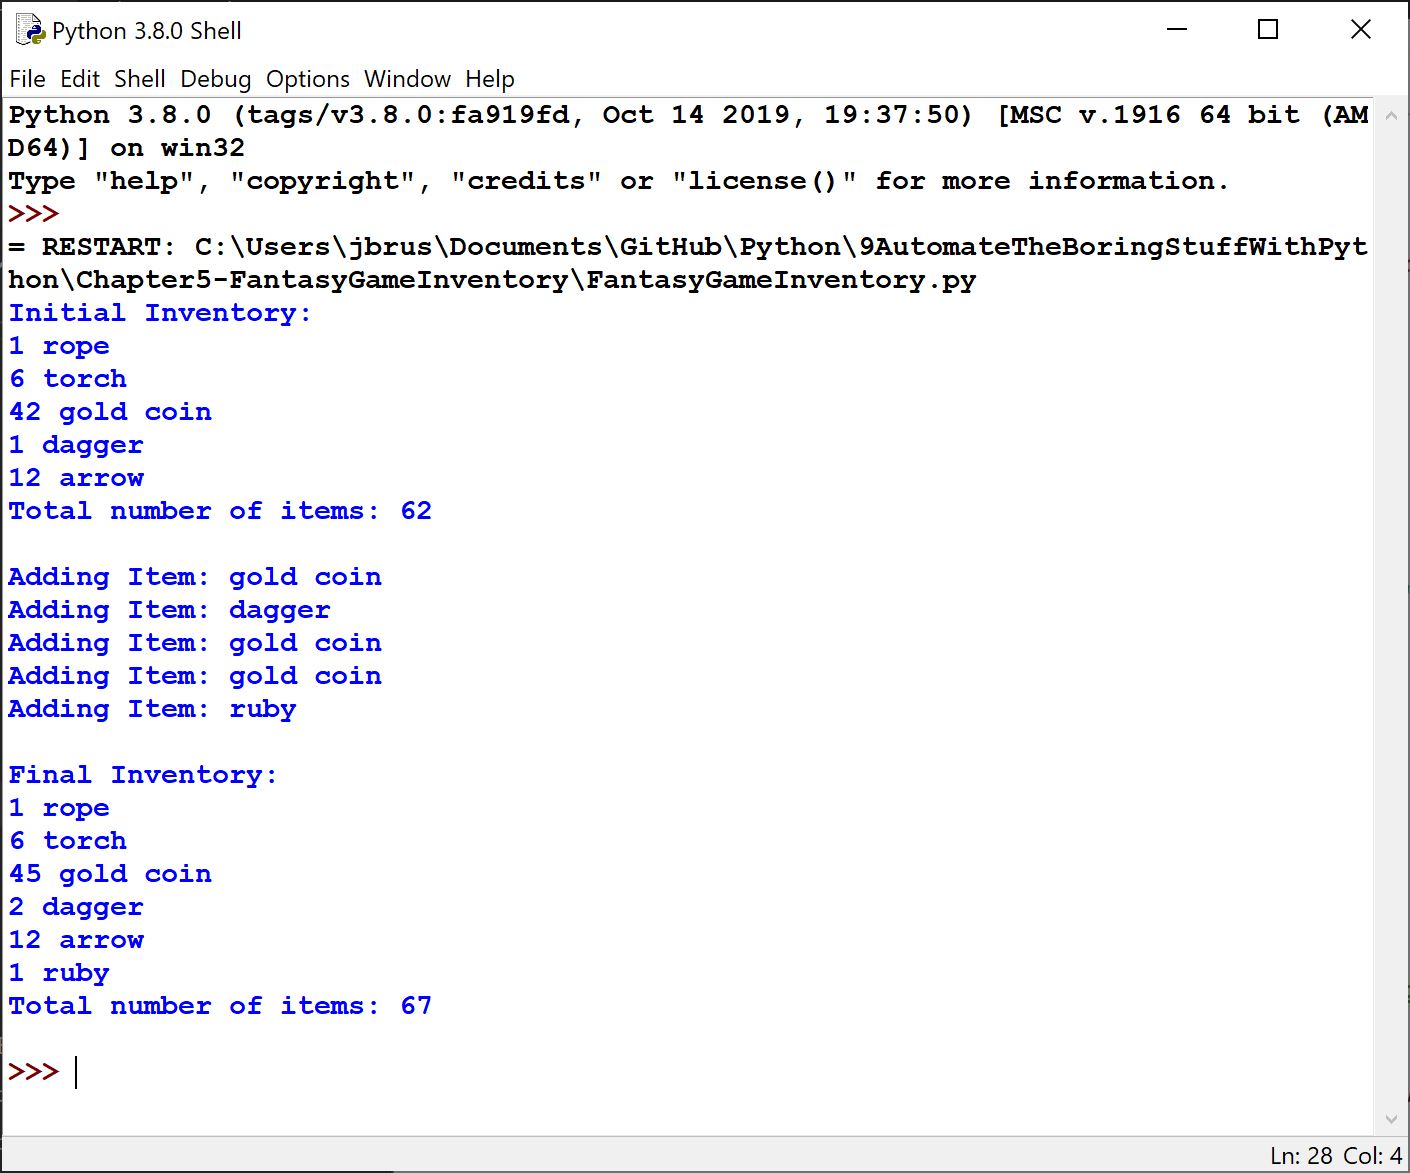 Python 3.8.0 Shell
File Edit Shell Debug Options Window Help
Python 3.8.0 (tags/v3.8.0:fa919fd, Oct 14 2019, 19:37:50) [MSC v.1916 64 bit (AM
D64)] on win32
Type "help", "copyright", "credits" or "license()" for more information.
>>>
= RESTART: C:\Users\jbrus\Documents\GitHub\Python\9AutomateTheBoringStuffWithPyt
hon\Chapter5-FantasyGameInventory\FantasyGameInventory.py
Initial Inventory:
1 rope
6 torch
42 gold coin
1 dagger
12 arrow
Total number of items: 62
Adding Item: gold coin
Adding Item: dagger
Adding Item: gold coin
Adding Item: gold coin
Adding Item: ruby
Final Inventory:
1 rope
6 torch
45 gold coin
2 dagger
12 arrow
1 ruby
Total number of items: 67
>>>
Ln: 28 Col: 4